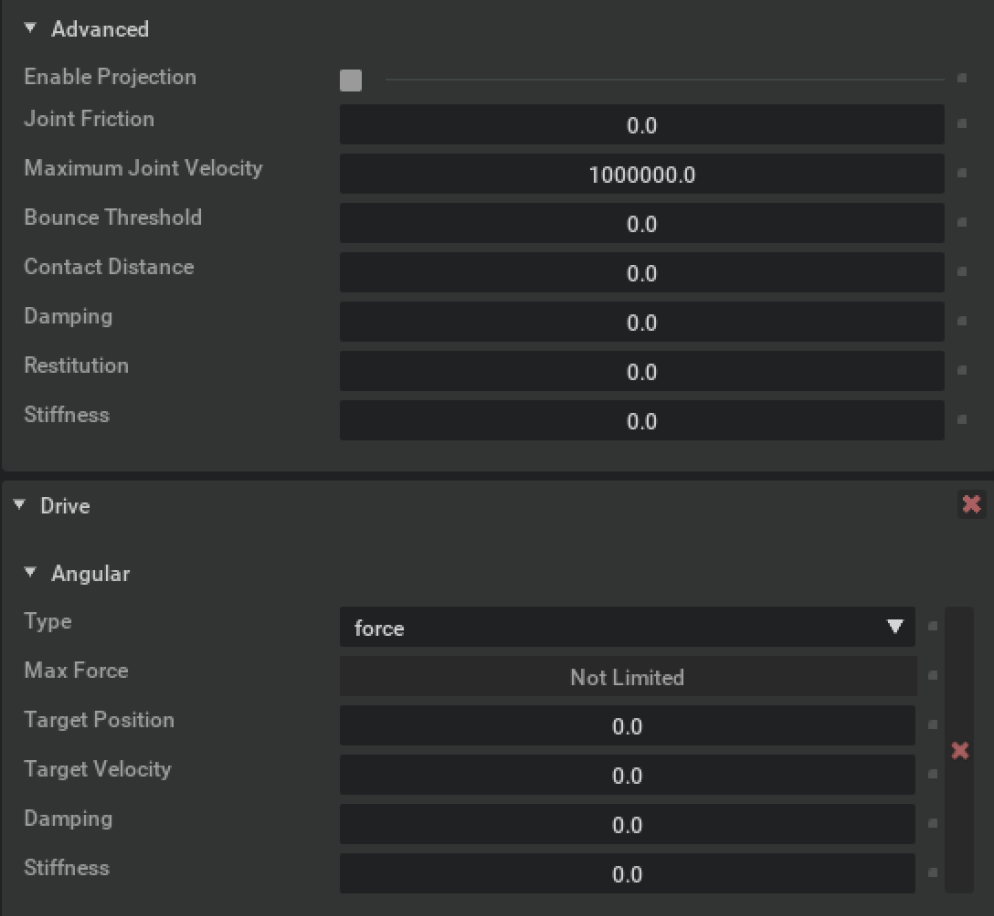 Advanced
Enable Projection
Joint Friction 0.0
Maximum Joint Velocity 1000000.0
Bounce Threshold 0.0
Contact Distance 0.0
Damping 0.0
Restitution 0.0
Stiffness 0.0
Drive
Angular
Type force
Max Force Not Limited
Target Position 0.0
Target Velocity 0.0
Damping 0.0
Stiffness 0.0